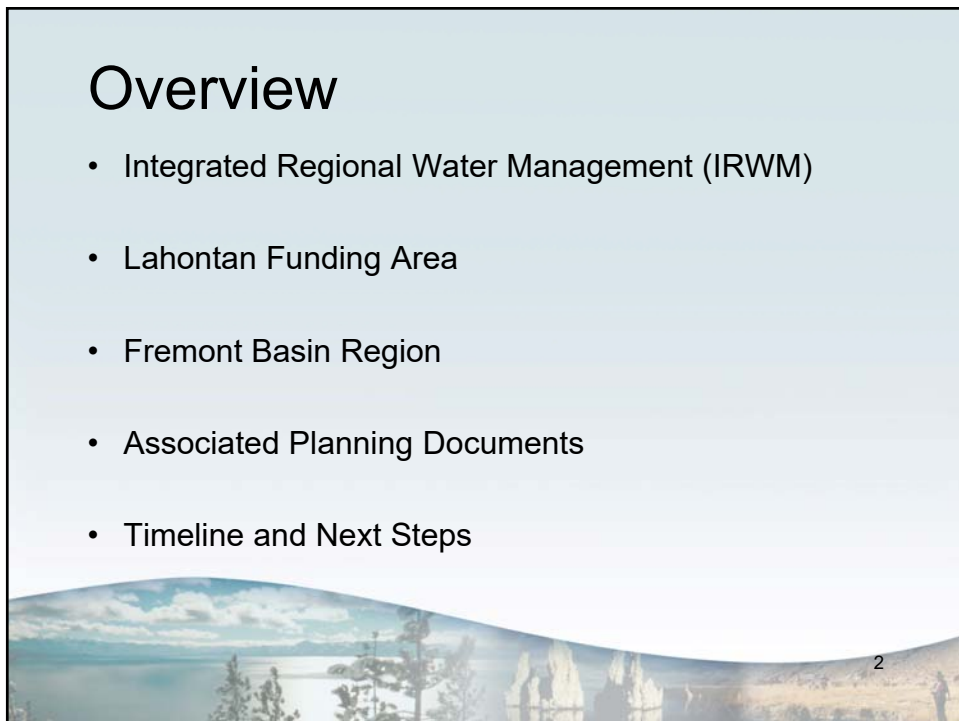 Overview
• Integrated Regional Water Management (IRWM)
• Lahontan Funding Area
• Fremont Basin Region
• Associated Planning Documents
• Timeline and Next Steps
2